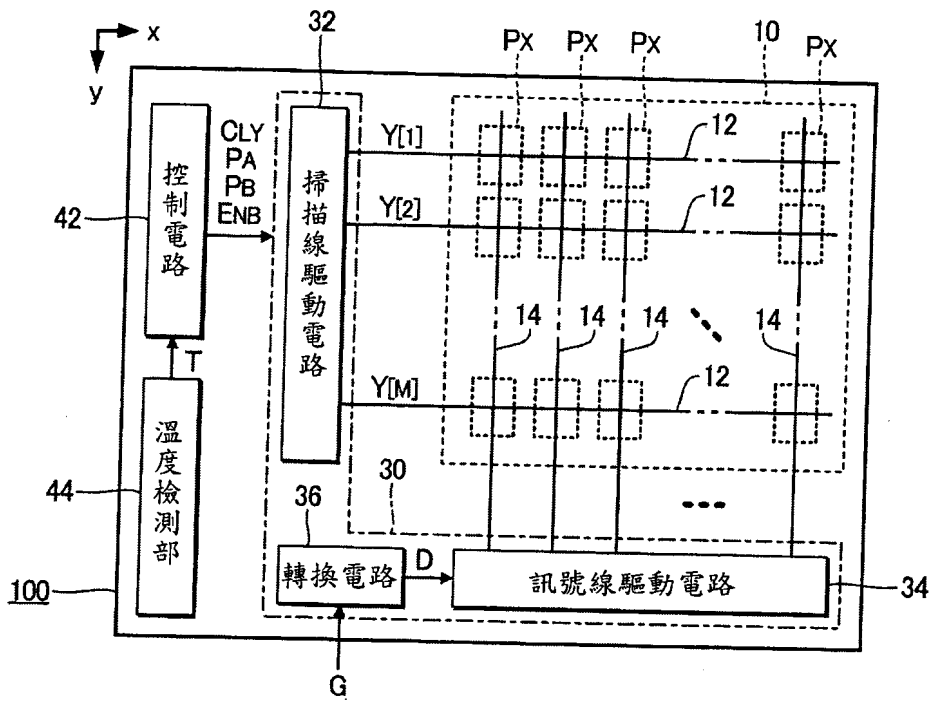 x
y
32
PX
PX
PX
10
PX
控制電路
42
CLY
PA
PB
ENB
掃描線驅動電路
Y[1]
12
Y[2]
12
14
14
14
14
Y[M]
12
T
溫度檢測部
44
30
36
轉換電路
D
訊號線驅動電路
34
100
G